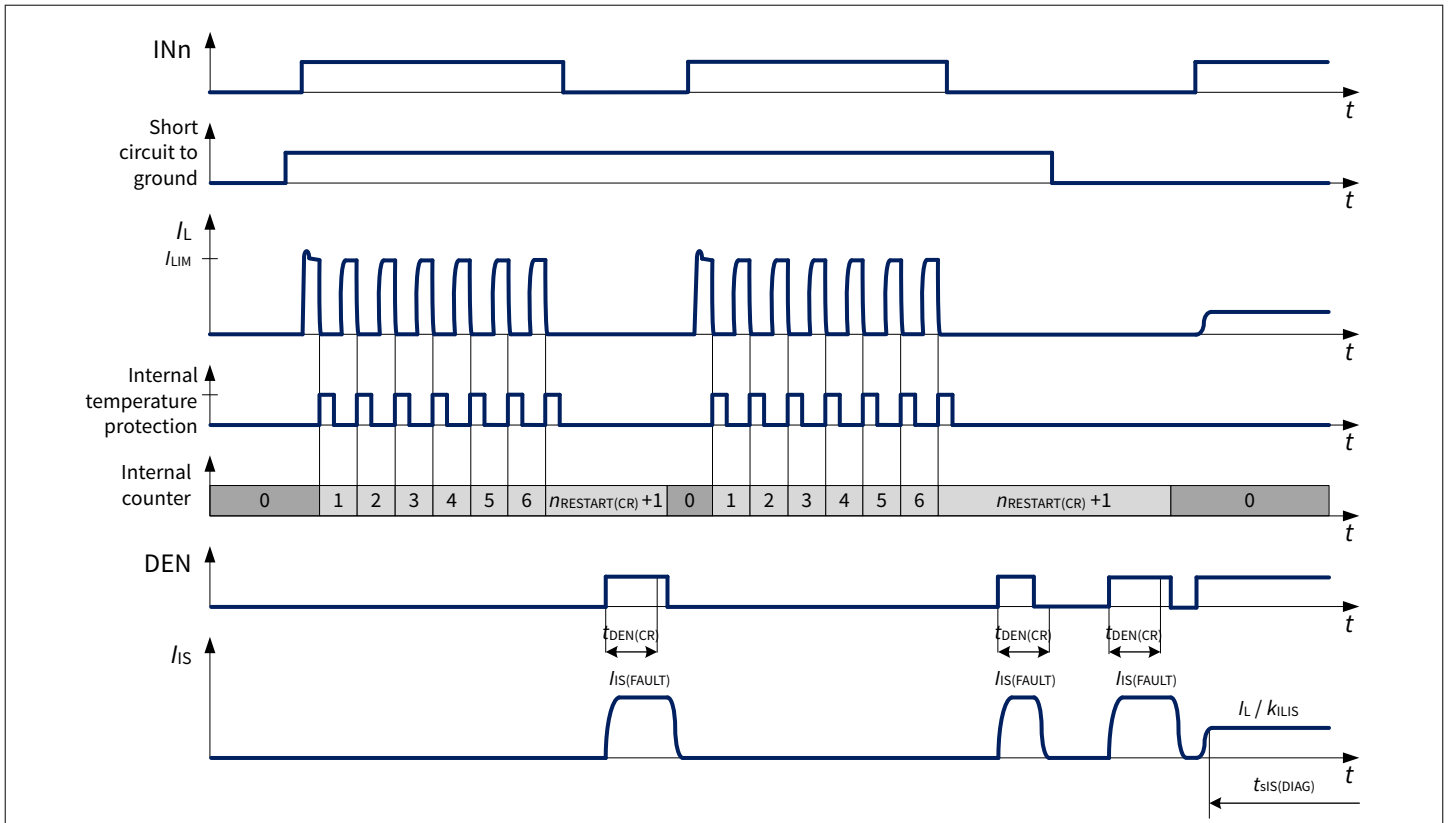 INn
t
Short
circuit to
ground
t
IL
ILIM
t
Internal
temperature
protection
t
Internal
counter
0 1 2 3 4 5 6 nRESTART(CR) +1 0 1 2 3 4 5 6 nRESTART(CR) +1 0
t
DEN
t
tDEN(CR) tDEN(CR) tDEN(CR)
IIS
IIS(FAULT) IIS(FAULT) IIS(FAULT)
IL / kILIS
t
tsIS(DIAG)